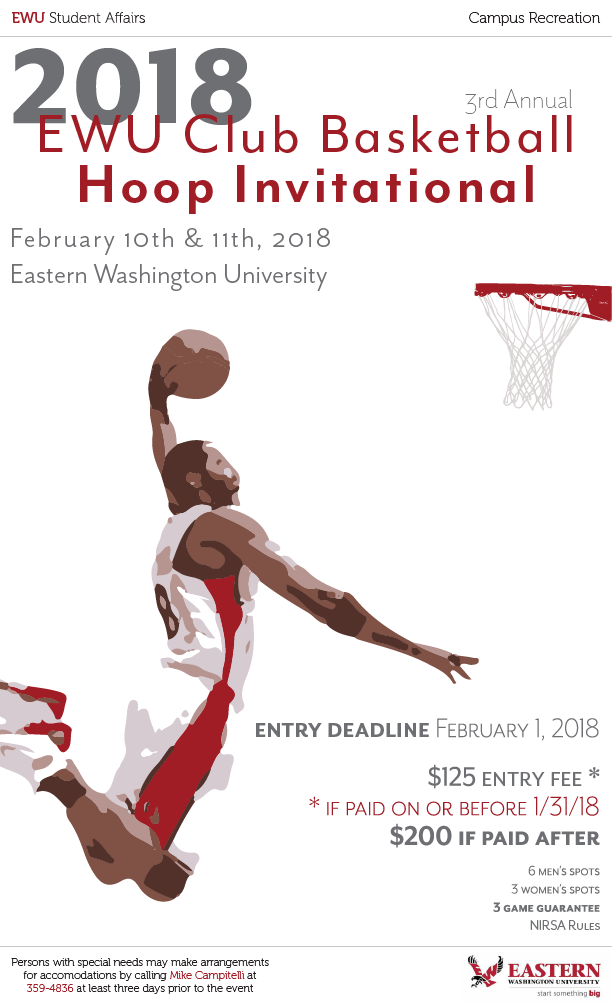 EWU Student Affairs
Campus Recreation
2018
3rd Annual
EWU Club Basketball
Hoop Invitational
February 10th & 11th, 2018
Eastern Washington University
ENTRY DEADLINE FEBRUARY 1, 2018
$125 ENTRY FEE *
* IF PAID ON OR BEFORE 1/31/18
$200 IF PAID AFTER
6 MEN'S SPOTS
3 WOMEN'S SPOTS
3 GAME GUARANTEE
NIRSA RULES
Persons with special needs may make arrangements
for accomodations by calling Mike Campitelli at
359-4836 at least three days prior to the event
EASTERN
WASHINGTON UNIVERSITY
start something big